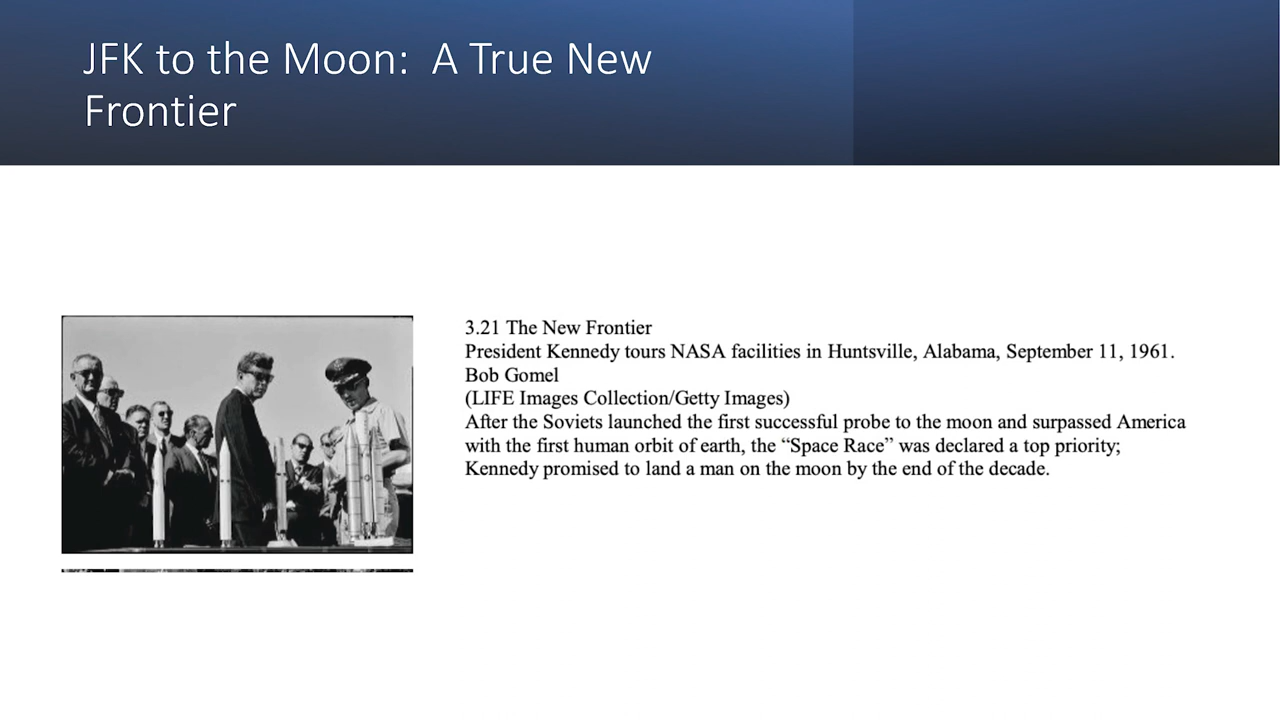 JFK to the Moon:  A True New
Frontier
3.21 The New Frontier
President Kennedy tours NASA facilities in Huntsville, Alabama, September 11, 1961.
Bob Gomel
(LIFE Images Collection/Getty Images)
After the Soviets launched the first successful probe to the moon and surpassed America
with the first human orbit of earth, the “Space Race” was declared a top priority;
Kennedy promised to land a man on the moon by the end of the decade.